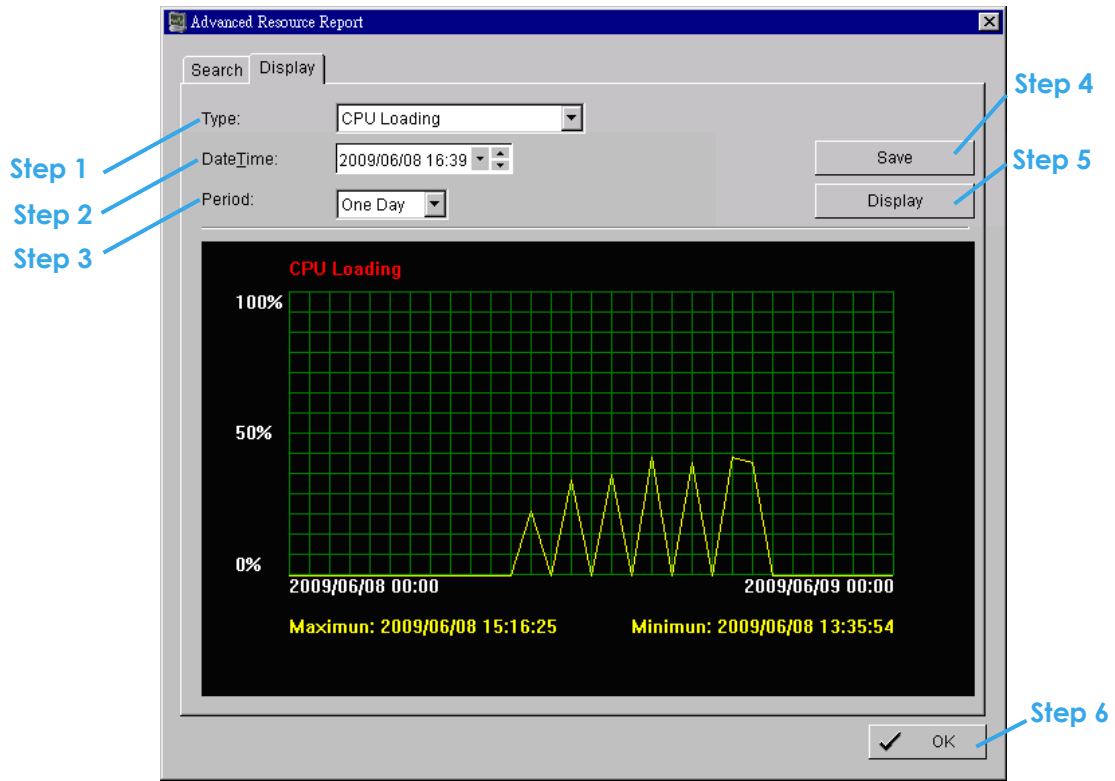 Advanced Resource Report
Search Display
Step 4
Type: CPU Loading
Step 1
DateTime: 2009/06/08 16:39
Save
Step 5
Step 2
Period: One Day
Display
Step 3
CPU Loading
100%
50%
0%
2009/06/08 00:00 2009/06/09 00:00
Maximun: 2009/06/08 15:16:25 Minimun: 2009/06/08 13:35:54
Step 6
OK